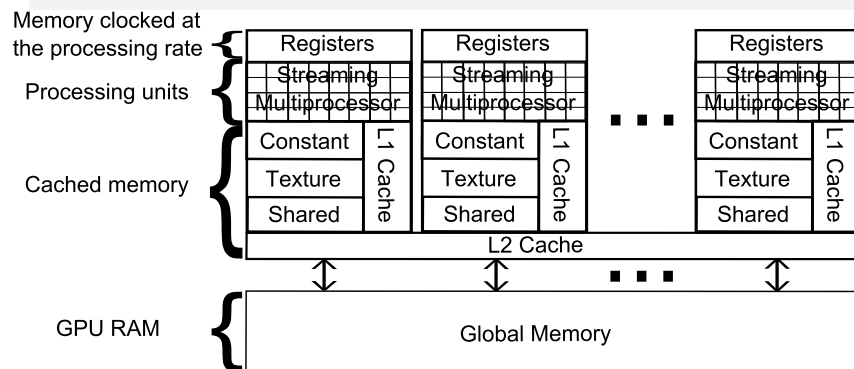 Memory clocked at
the processing rate
Registers
Registers
Registers
Processing units
Streaming
Multiprocessor
Streaming
Multiprocessor
Streaming
Multiprocessor
Cached memory
Constant
Texture
Shared
L1 Cache
Constant
Texture
Shared
L1 Cache
Constant
Texture
Shared
L1 Cache
L2 Cache
GPU RAM
Global Memory